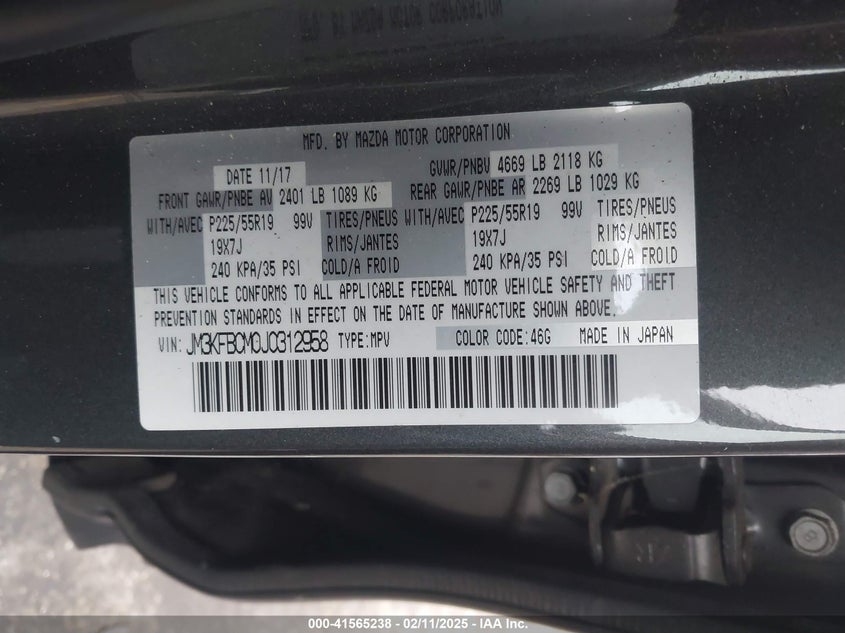 MFD. BY MAZDA MOTOR CORPORATION
DATE 11/17 GVWR/PNBV 4669 LB 2118 KG
FRONT GAWR/PNBE AV 2401 LB 1089 KG REAR GAWR/PNBE AR 2269 LB 1029 KG
WITH/AVEC P225/55R19 99V TIRES/PNEUS WITH/AVEC P225/55R19 99V TIRES/PNEUS
19X7J RIMS/JANTES 19X7J RIMS/JANTES
240 KPA/35 PSI COLD/A FROID 240 KPA/35 PSI COLD/A FROID
THIS VEHICLE CONFORMS TO ALL APPLICABLE FEDERAL MOTOR VEHICLE SAFETY AND THEFT
PREVENTION STANDARDS IN EFFECT ON THE DATE OF MANUFACTURE SHOWN ABOVE.
VIN: JM3KFBCM0J0312958 TYPE:MPV COLOR CODE:46G MADE IN JAPAN
000-41565238 - 02/11/2025 - IAA Inc.